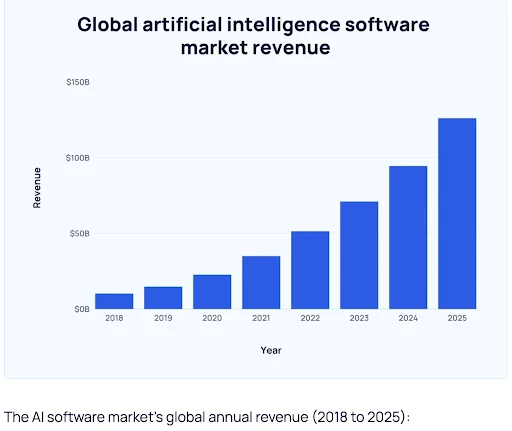 Global artificial intelligence software
market revenue
$150B
$100B
Revenue
$50B
$0B
2018 2019 2020 2021 2022 2023 2024 2025
Year
The AI software market's global annual revenue (2018 to 2025):